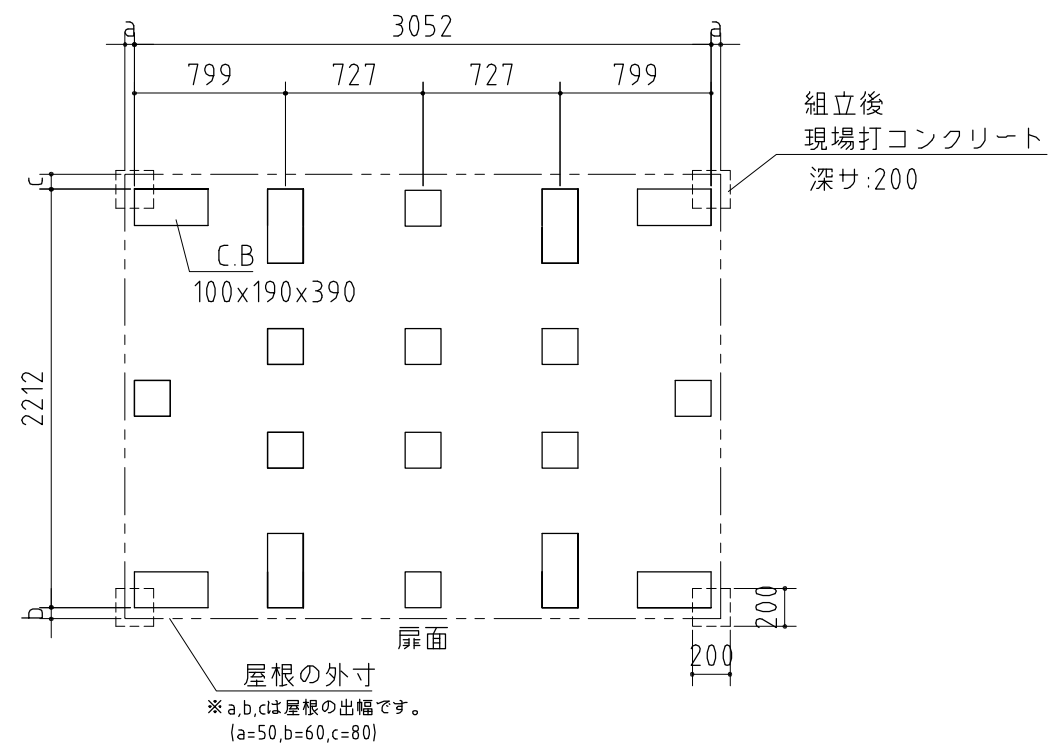 a
3052
a
799
727
727
799
組立後
現場打コンクリート
深サ:200
c
C.B
100x190x390
2212
b
扉面
200
200
屋根の外寸
※a,b,cは屋根の出幅です。
(a=50,b=60,c=80)